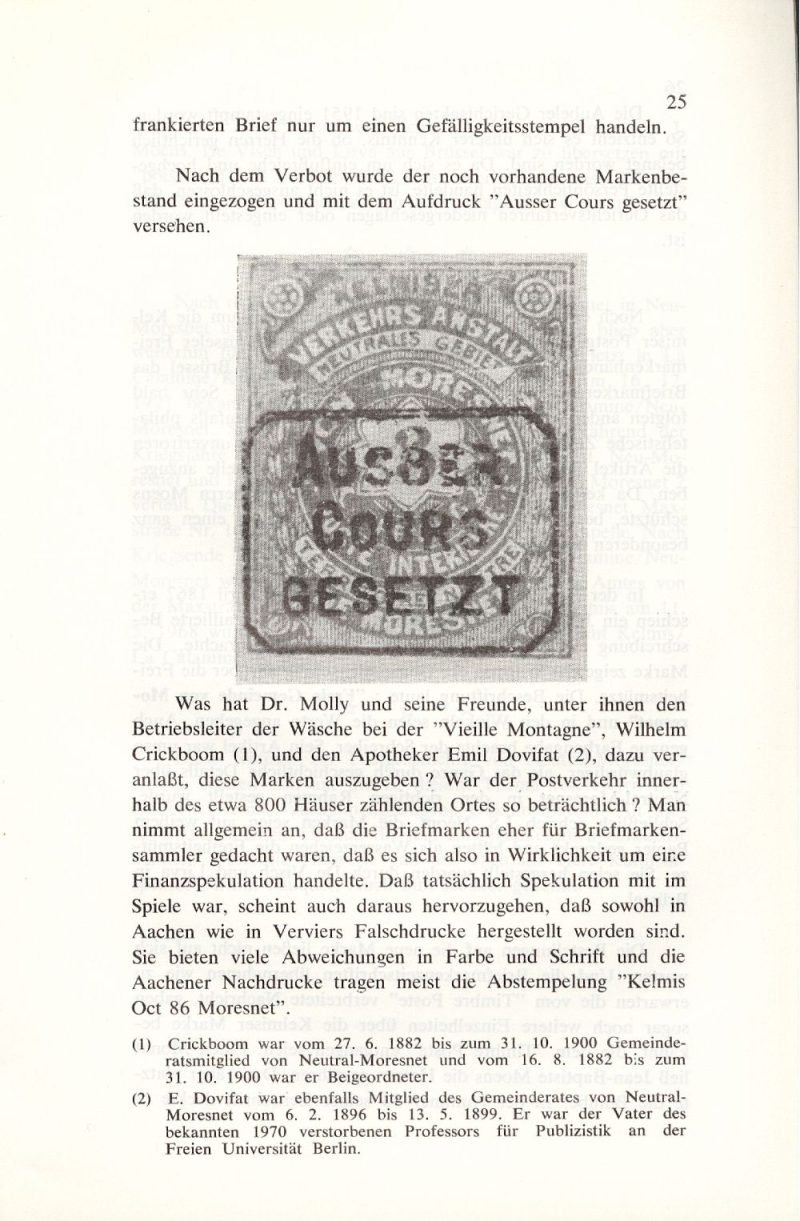 25
frankierten Brief nur um einen Gefälligkeitsstempel handeln.
Nach dem Verbot wurde der noch vorhandene Markenbe-
stand eingezogen und mit dem Aufdruck ”Ausser Cours gesetzt”
versehen.
VERKEHRS ANSTALT
NEUTRALES GEBIET
MORESNET
AUSSER
COURS
GESETZT
MORESNET
Was hat Dr. Molly und seine Freunde, unter ihnen den
Betriebsleiter der Wäsche bei der ”Vieille Montagne”, Wilhelm
Crickboom (1), und den Apotheker Emil Dovifat (2), dazu ver-
anlaßt, diese Marken auszugeben ? War der Postverkehr inner-
halb des etwa 800 Häuser zählenden Ortes so beträchtlich ? Man
nimmt allgemein an, daß die Briefmarken eher für Briefmarken-
sammler gedacht waren, daß es sich also in Wirklichkeit um eine
Finanzspekulation handelte. Daß tatsächlich Spekulation mit im
Spiele war, scheint auch daraus hervorzugehen, daß sowohl in
Aachen wie in Verviers Falschdrucke hergestellt worden sind.
Sie bieten viele Abweichungen in Farbe und Schrift und die
Aachener Nachdrucke tragen meist die Abstempelung ”Kelmis
Oct 86 Moresnet”.
(1) Crickboom war vom 27. 6. 1882 bis zum 31. 10. 1900 Gemeinde-
ratsmitglied von Neutral-Moresnet und vom 16. 8. 1882 bis zum
31. 10. 1900 war er Beigeordneter.
(2) E. Dovifat war ebenfalls Mitglied des Gemeinderates von Neutral-
Moresnet vom 6. 2. 1896 bis 13. 5. 1899. Er war der Vater des
bekannten 1970 verstorbenen Professors für Publizistik an der
Freien Universität Berlin.